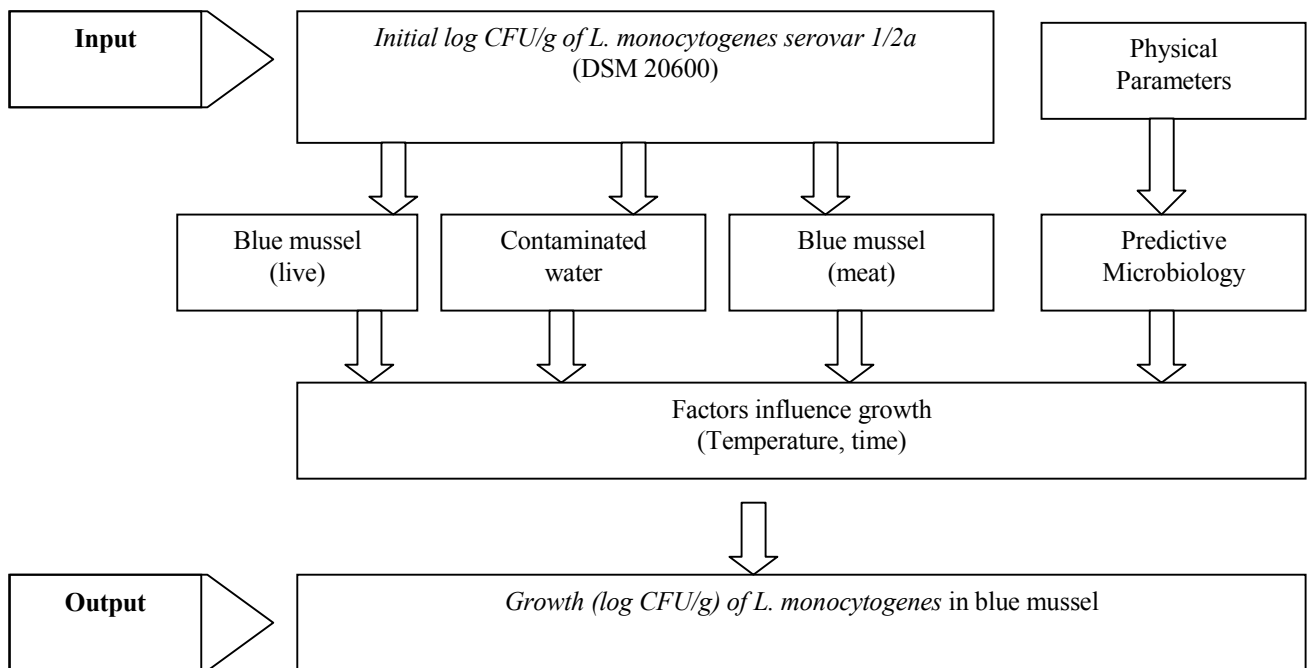 Input
Initial log CFU/g of L. monocytogenes serovar 1/2a
(DSM 20600)
Physical
Parameters
Blue mussel
(live)
Contaminated
water
Blue mussel
(meat)
Predictive
Microbiology
Factors influence growth
(Temperature, time)
Output
Growth (log CFU/g) of L. monocytogenes in blue mussel